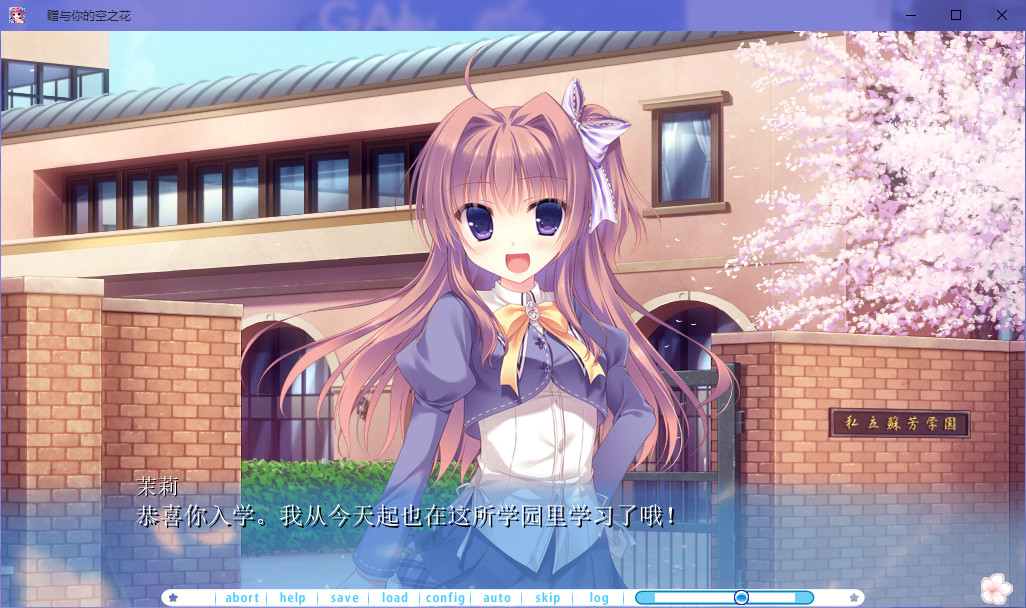 赠与你的空之花
私立蘇芳学園
茉莉
恭喜你入学。我从今天起也在这所学园里学习了哦！
abort help save load config auto skip log